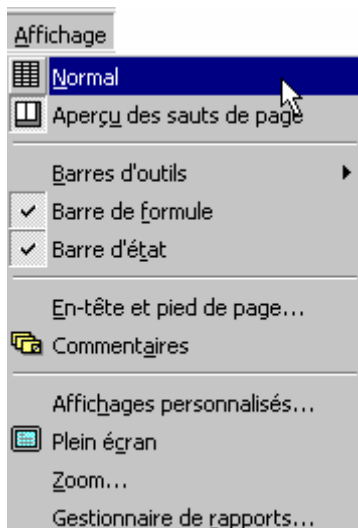 Affichage
Normal
Aperçu des sauts de page
Barres d'outils
Barre de formule
Barre d'état
En-tête et pied de page...
Commentaires
Affichages personnalisés...
Plein écran
Zoom...
Gestionnaire de rapports...